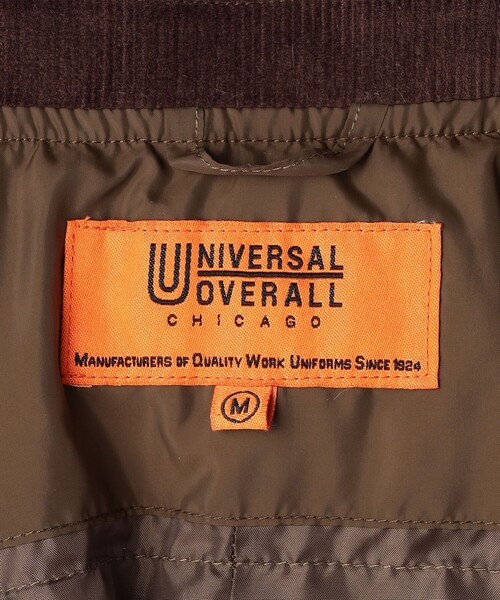 UNIVERSAL
OVERALL
CHICAGO
MANUFACTURERS OF QUALITY WORK UNIFORMS SINCE 1924
M